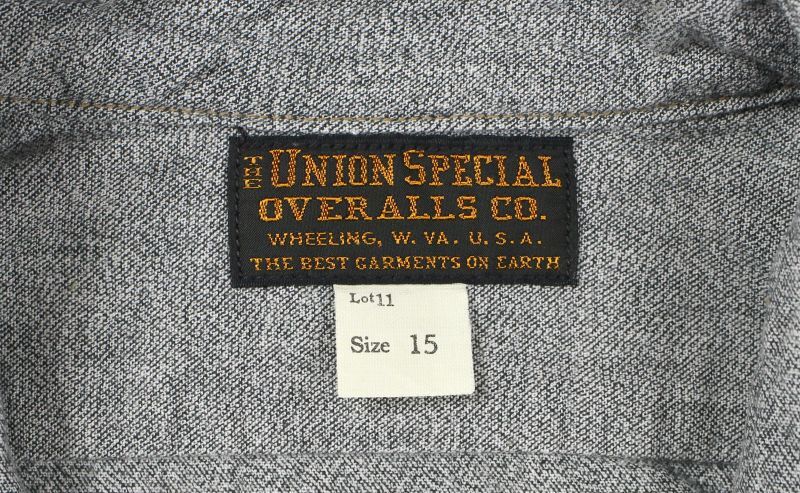 THE UNION SPECIAL
OVERALLS CO.
WHEELING, W. VA. U. S. A.
THE BEST GARMENTS ON EARTH
Lot 11
Size 15